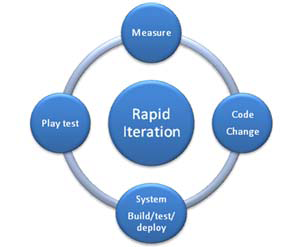 Measure
Play test
Rapid
Iteration
Code
Change
System
Build/test/
deploy